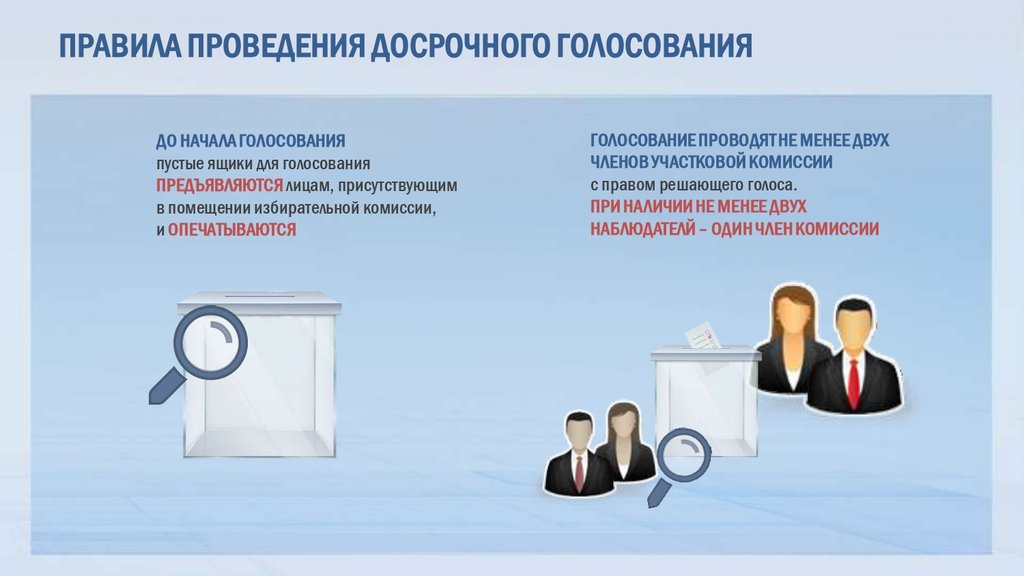 ПРАВИЛА ПРОВЕДЕНИЯ ДОСРОЧНОГО ГОЛОСОВАНИЯ
ДО НАЧАЛА ГОЛОСОВАНИЯ
пустые ящики для голосования
ПРЕДЪЯВЛЯЮТСЯ лицам, присутствующим
в помещении избирательной комиссии,
и ОПЕЧАТЫВАЮТСЯ
ГОЛОСОВАНИЕ ПРОВОДЯТ НЕ МЕНЕЕ ДВУХ
ЧЛЕНОВ УЧАСТКОВОЙ КОМИССИИ
с правом решающего голоса.
ПРИ НАЛИЧИИ НЕ МЕНЕЕ ДВУХ
НАБЛЮДАТЕЛЙ – ОДИН ЧЛЕН КОМИССИИ